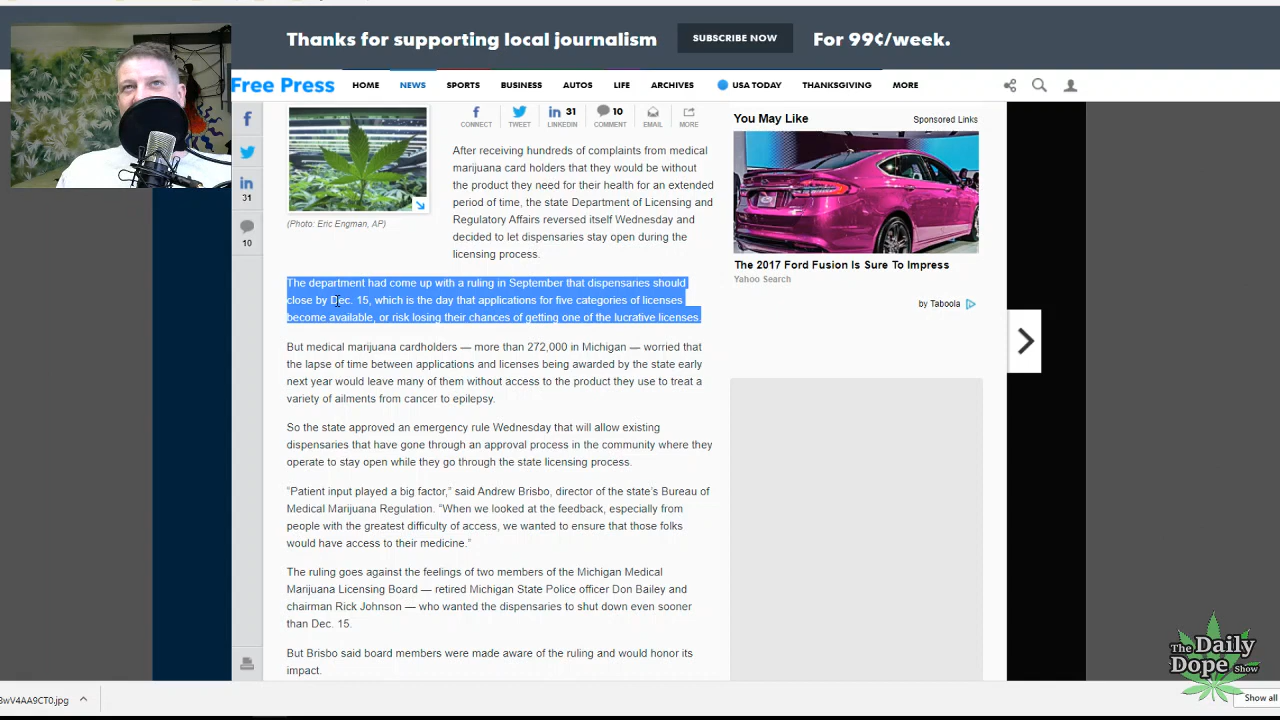 Thanks for supporting local journalism
SUBSCRIBE NOW
For 99¢/week.
Free Press
HOME
NEWS
SPORTS
BUSINESS
AUTOS
LIFE
ARCHIVES
USA TODAY
THANKSGIVING
MORE
31
10
CONNECT
TWEET
31
LINKEDIN
10
COMMENT
EMAIL
MORE
(Photo: Eric Engman, AP)
After receiving hundreds of complaints from medical
marijuana card holders that they would be without
the product they need for their health for an extended
period of time, the state Department of Licensing and
Regulatory Affairs reversed itself Wednesday and
decided to let dispensaries stay open during the
licensing process.
The department had come up with a ruling in September that dispensaries should
close by Dec. 15, which is the day that applications for five categories of licenses
become available, or risk losing their chances of getting one of the lucrative licenses.
But medical marijuana cardholders — more than 272,000 in Michigan — worried that
the lapse of time between applications and licenses being awarded by the state early
next year would leave many of them without access to the product they use to treat a
variety of ailments from cancer to epilepsy.
So the state approved an emergency rule Wednesday that will allow existing
dispensaries that have gone through an approval process in the community where they
operate to stay open while they go through the state licensing process.
“Patient input played a big factor,” said Andrew Brisbo, director of the state’s Bureau of
Medical Marijuana Regulation. “When we looked at the feedback, especially from
people with the greatest difficulty of access, we wanted to ensure that those folks
would have access to their medicine.”
The ruling goes against the feelings of two members of the Michigan Medical
Marijuana Licensing Board — retired Michigan State Police officer Don Bailey and
chairman Rick Johnson — who wanted the dispensaries to shut down even sooner
than Dec. 15.
But Brisbo said board members were made aware of the ruling and would honor its
impact.
You May Like
Sponsored Links
The 2017 Ford Fusion Is Sure To Impress
Yahoo Search
by Taboola
The Daily
Dope Show
3wV4AA9CT0.jpg
Show all